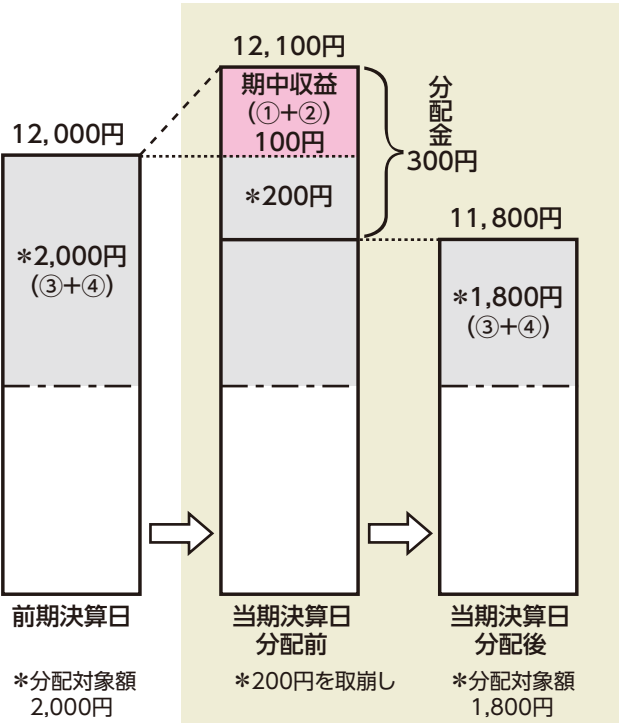 12,000円
＊2,000円
(③+④)
前期決算日
＊分配対象額
2,000円
12,100円
期中収益
(①+②)
100円
＊200円
分配金
300円
当期決算日
分配前
＊200円を取崩し
11,800円
＊1,800円
(③+④)
当期決算日
分配後
＊分配対象額
1,800円